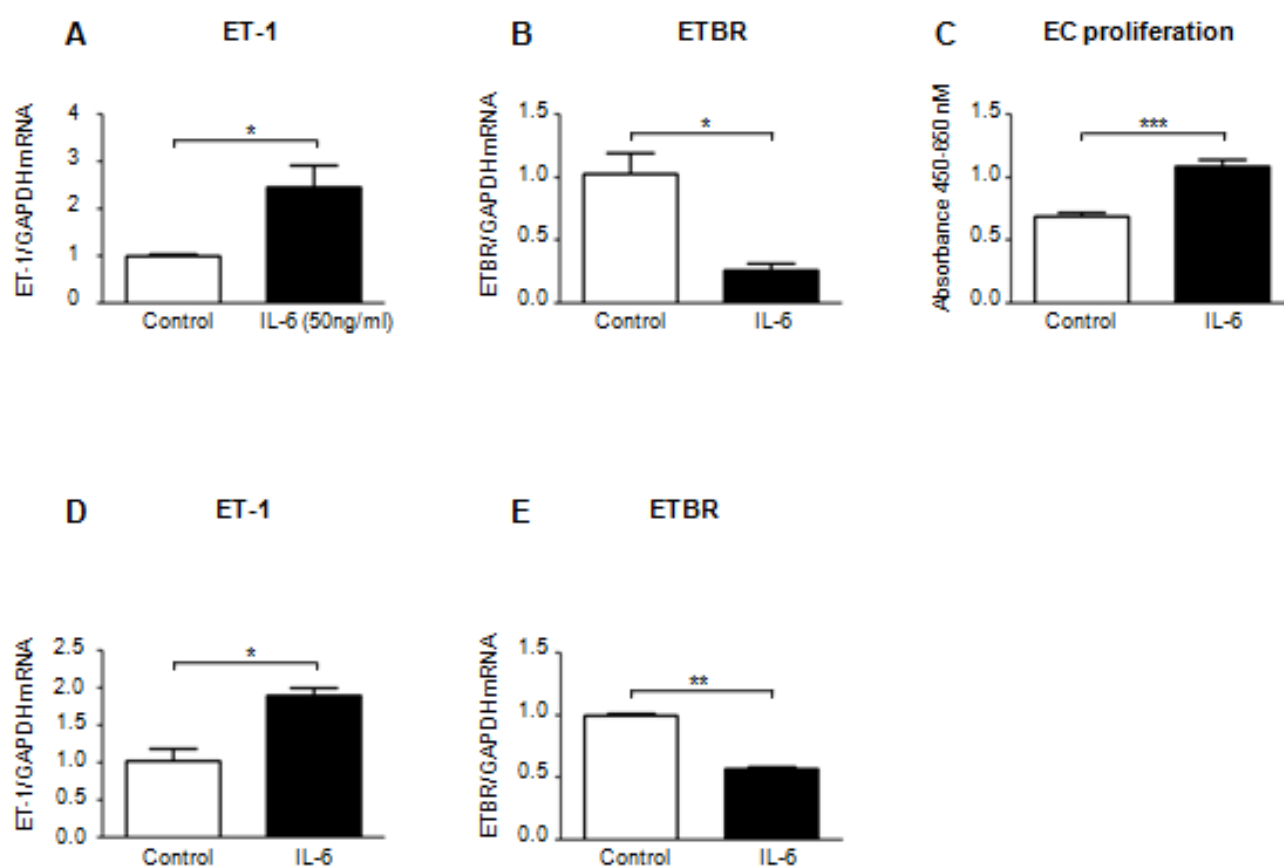 A ET-1
ET-1/GAPDHmRNA
4
3
2
1
0
*
Control IL-6 (50ng/ml)
B ETBR
ETBR/GAPDHmRNA
1.5
1.0
0.5
0.0
*
Control IL-6
C EC proliferation
Absorbance 450-650 nM
1.5
1.0
0.5
0.0
***
Control IL-6
D ET-1
ET-1/GAPDHmRNA
2.5
2.0
1.5
1.0
0.5
0.0
*
Control IL-6
E ETBR
ETBR/GAPDHmRNA
1.5
1.0
0.5
0.0
**
Control IL-6